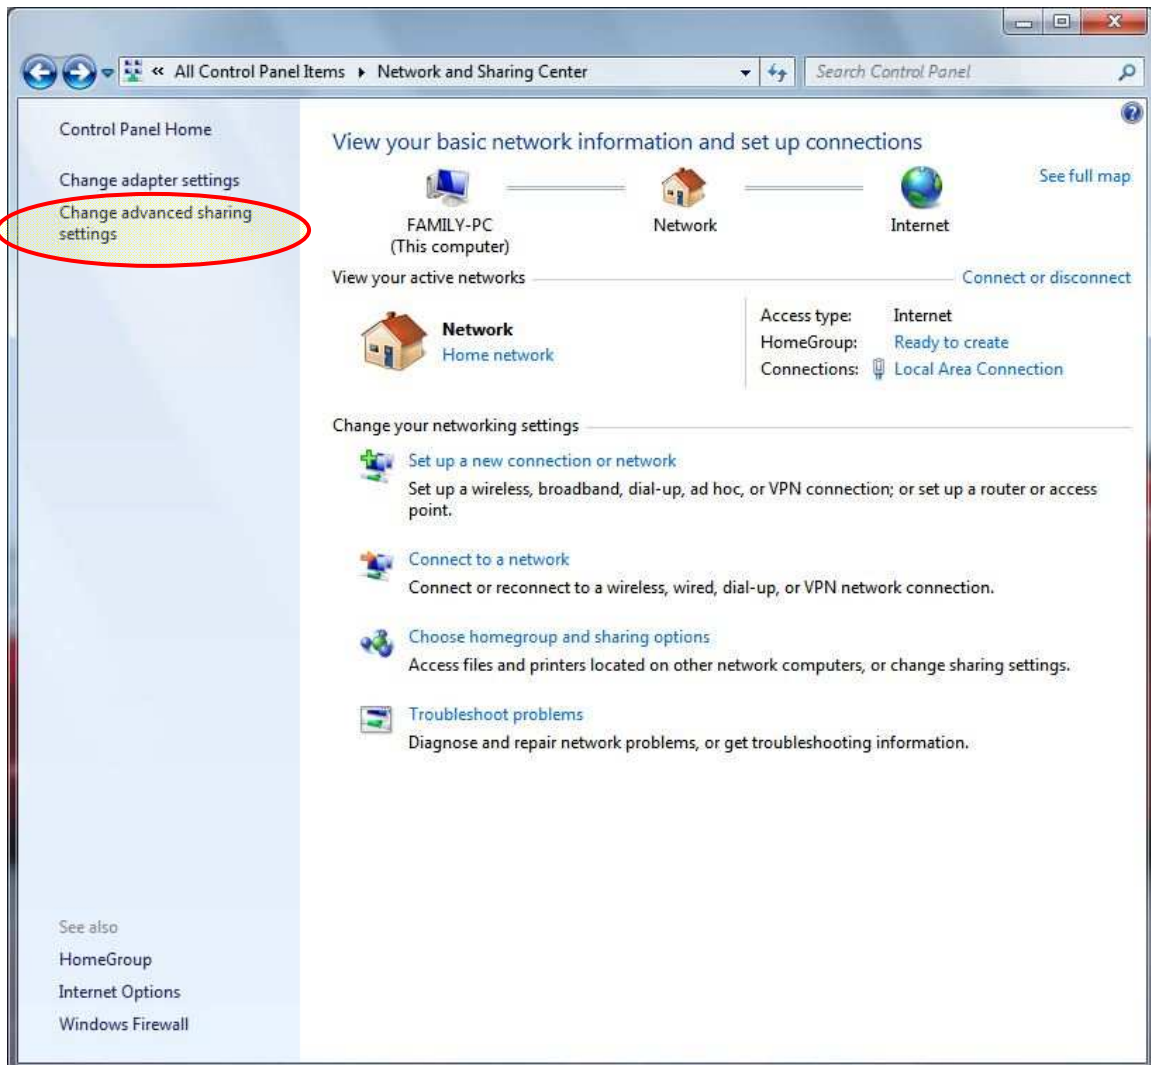 « All Control Panel Items ▸ Network and Sharing Center
Search Control Panel
Control Panel Home
Change adapter settings
Change advanced sharing
settings
View your basic network information and set up connections
See full map
FAMILY-PC
(This computer)
Network
Internet
View your active networks
Connect or disconnect
Network
Home network
Access type: Internet
HomeGroup: Ready to create
Connections: Local Area Connection
Change your networking settings
Set up a new connection or network
Set up a wireless, broadband, dial-up, ad hoc, or VPN connection; or set up a router or access
point.
Connect to a network
Connect or reconnect to a wireless, wired, dial-up, or VPN network connection.
Choose homegroup and sharing options
Access files and printers located on other network computers, or change sharing settings.
Troubleshoot problems
Diagnose and repair network problems, or get troubleshooting information.
See also
HomeGroup
Internet Options
Windows Firewall